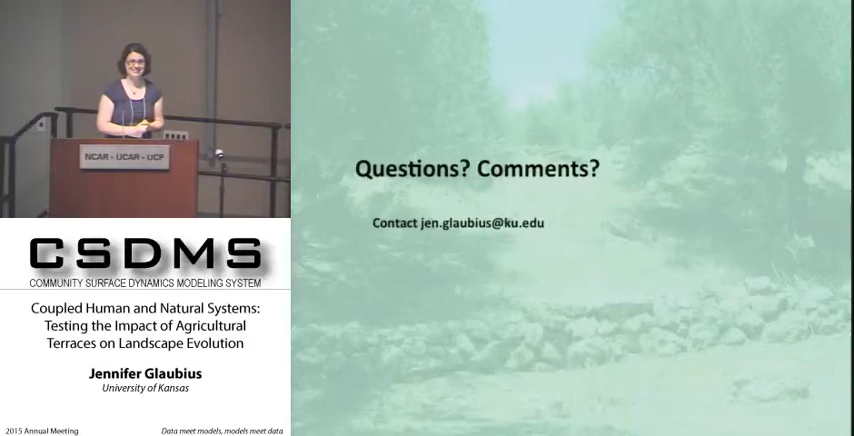 NCAR - UCAR - UCP
CSDMS
COMMUNITY SURFACE DYNAMICS MODELING SYSTEM
Coupled Human and Natural Systems:
Testing the Impact of Agricultural
Terraces on Landscape Evolution
Jennifer Glaubius
University of Kansas
2015 Annual Meeting
Data meet models, models meet data
Questions? Comments?
Contact jen.glaubius@ku.edu